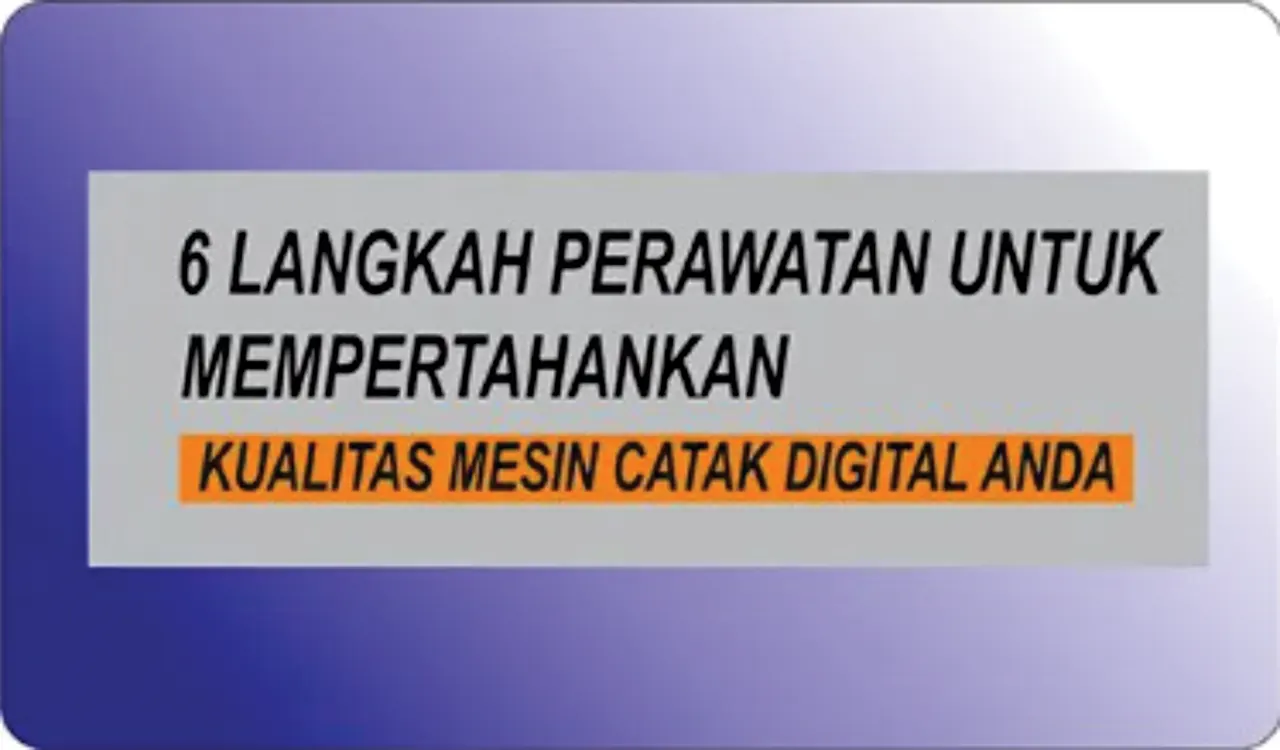 6 LANGKAH PERAWATAN UNTUK
MEMPERTAHANKAN
KUALITAS MESIN CATAK DIGITAL ANDA